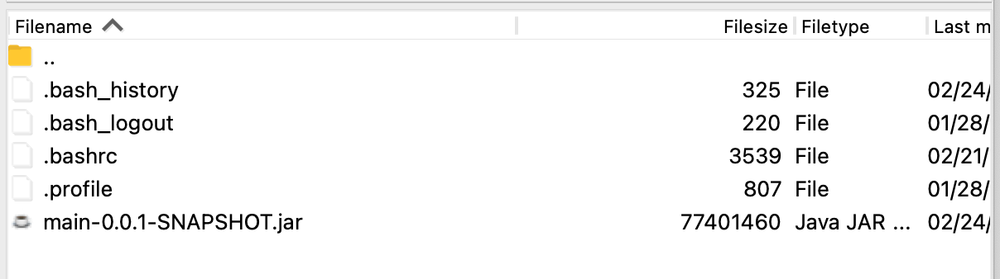 Filename Filesize Filetype Last m
..
.bash_history 325 File 02/24/
.bash_logout 220 File 01/28/
.bashrc 3539 File 02/21/
.profile 807 File 01/28/
main-0.0.1-SNAPSHOT.jar 77401460 Java JAR ... 02/24/